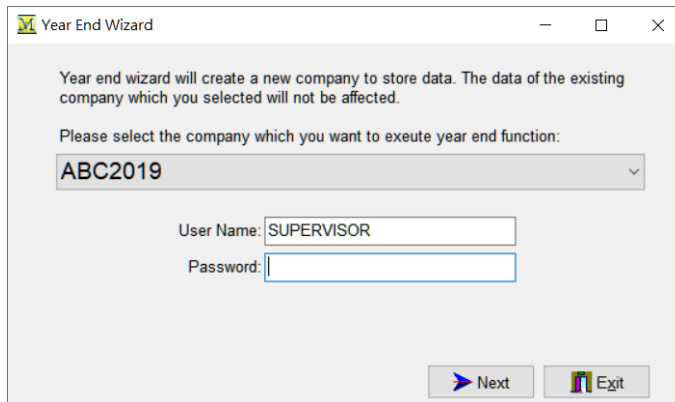 Year End Wizard
Year end wizard will create a new company to store data. The data of the existing
company which you selected will not be affected.
Please select the company which you want to exeute year end function:
ABC2019
User Name: SUPERVISOR
Password:
Next Exit